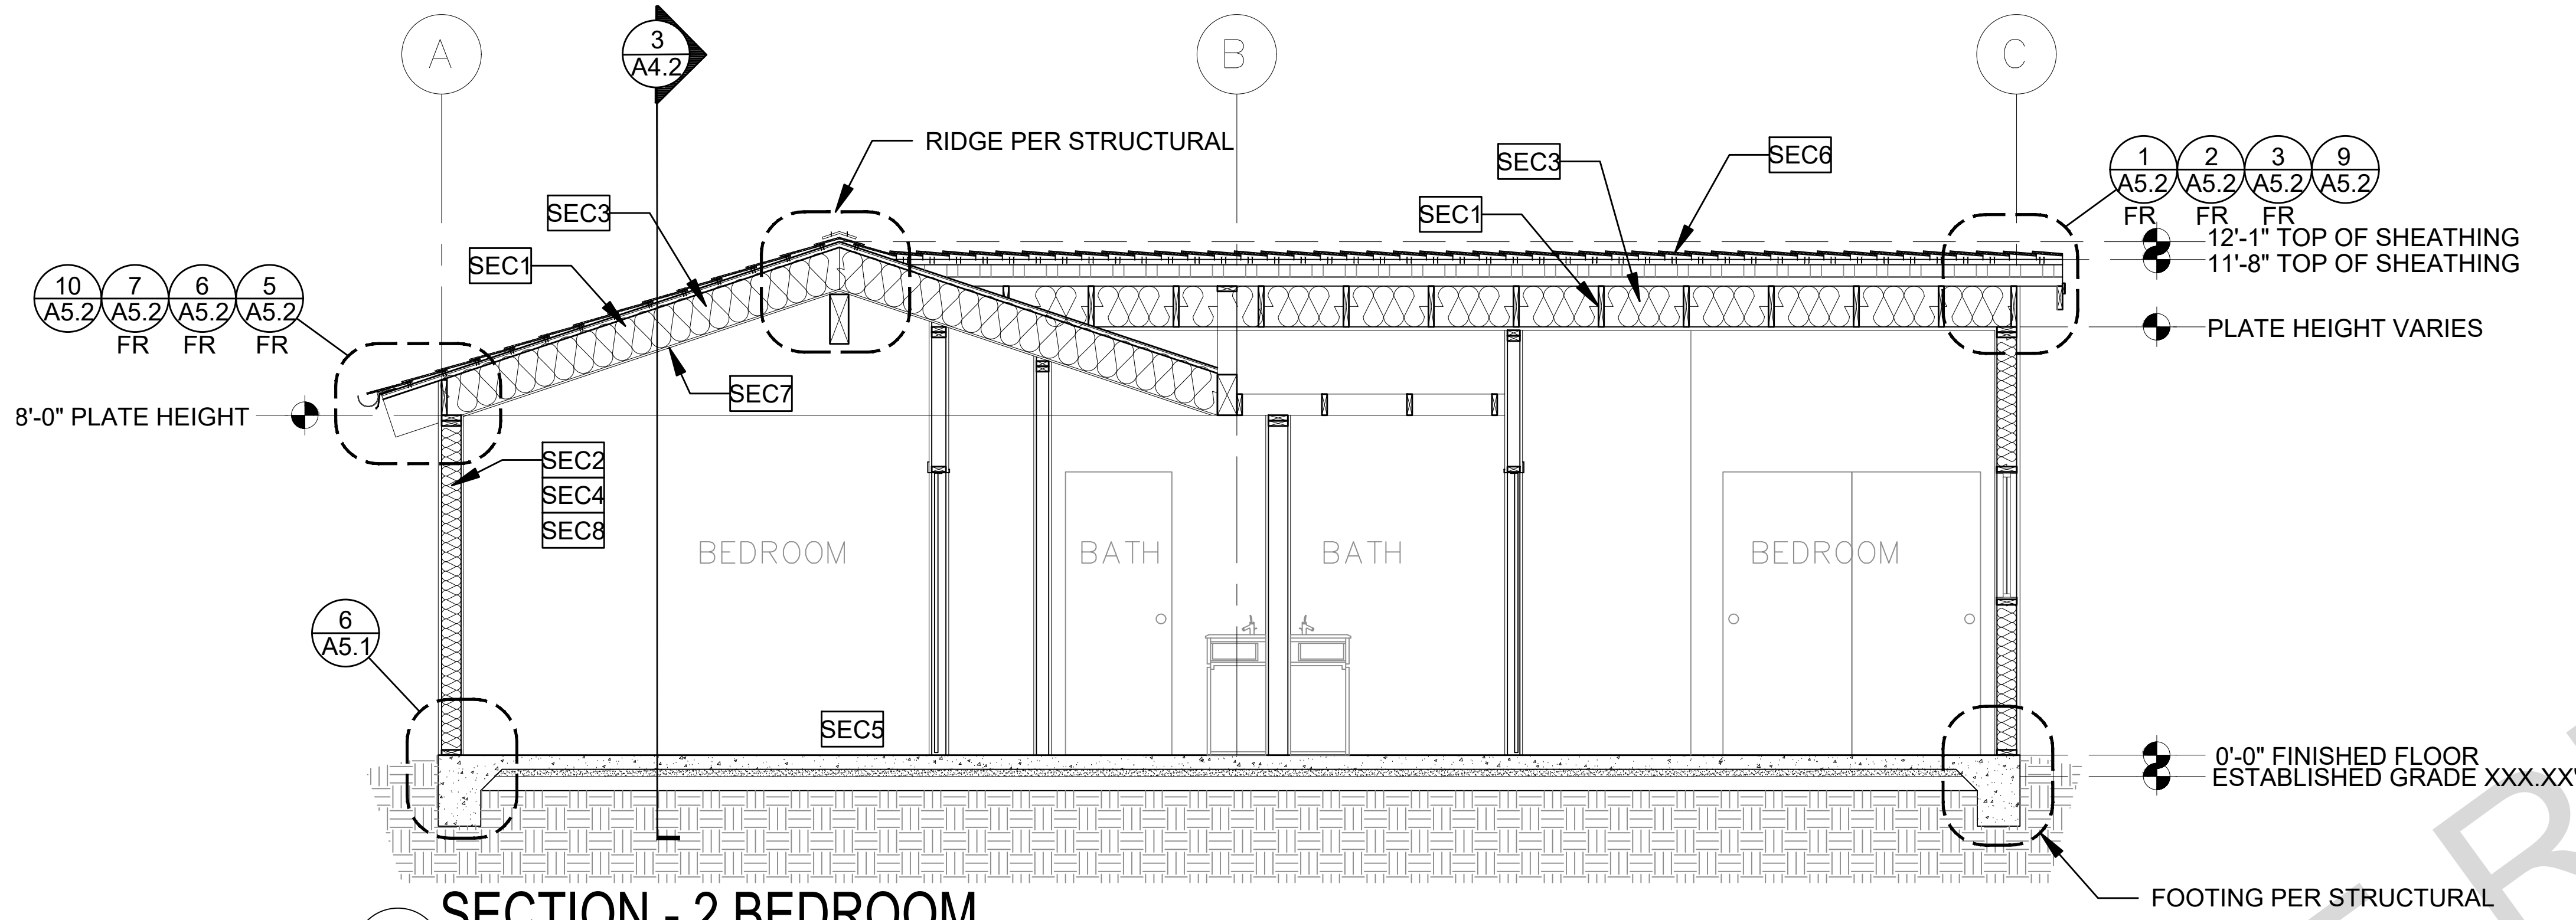 A
3
A4.2
B
C
RIDGE PER STRUCTURAL
SEC3
SEC6
1
A5.2
FR
2
A5.2
FR
3
A5.2
FR
9
A5.2
SEC3
SEC1
SEC1
12'-1" TOP OF SHEATHING
11'-8" TOP OF SHEATHING
10
A5.2
7
A5.2
FR
6
A5.2
FR
5
A5.2
FR
PLATE HEIGHT VARIES
SEC7
8'-0" PLATE HEIGHT
SEC2
SEC4
SEC8
BEDROOM
BATH
BATH
BEDROOM
6
A5.1
SEC5
0'-0" FINISHED FLOOR
ESTABLISHED GRADE XXX.XX'
FOOTING PER STRUCTURAL
SECTION - 2 BEDROOM